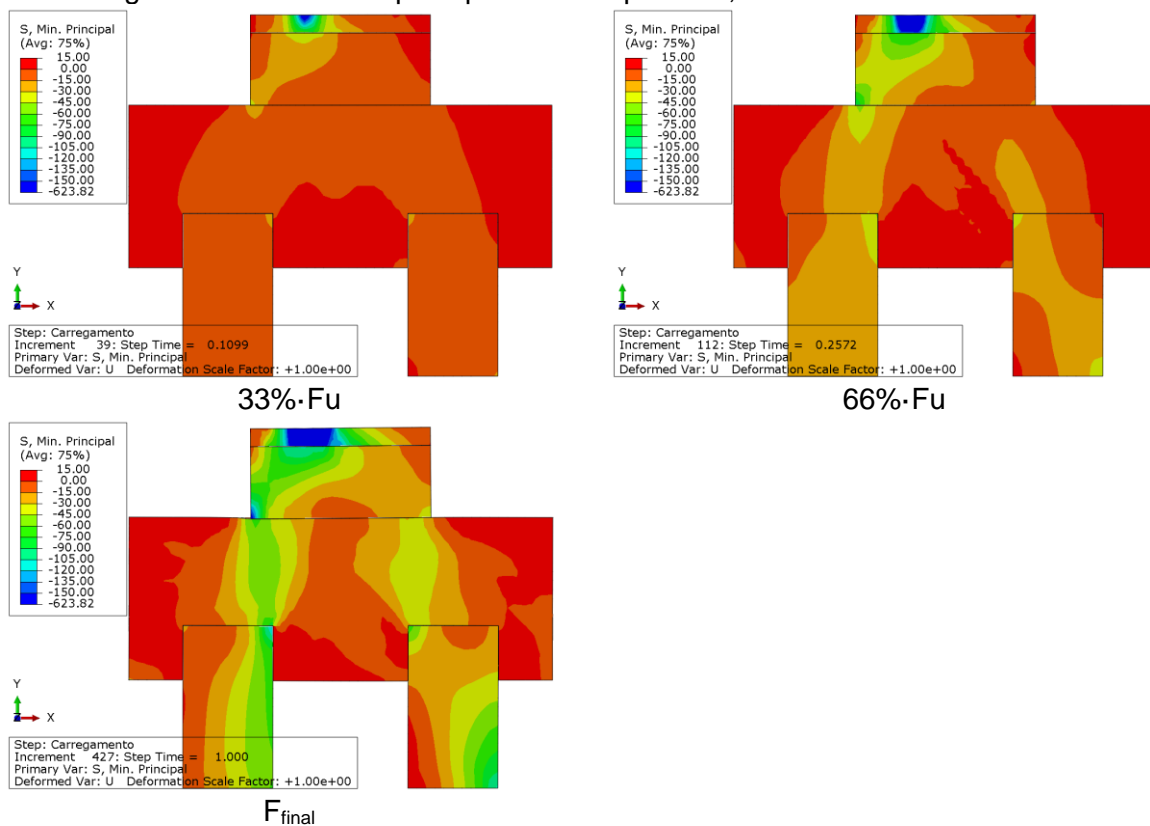 S, Min. Principal
(Avg: 75%)
15.00
0.00
-15.00
-30.00
-45.00
-60.00
-75.00
-90.00
-105.00
-120.00
-135.00
-150.00
-623.82
Y
Z X
Step: Carregamento
Increment 39: Step Time = 0.1099
Primary Var: S, Min. Principal
Deformed Var: U Deformation Scale Factor: +1.00e+00
33%·Fu
S, Min. Principal
(Avg: 75%)
15.00
0.00
-15.00
-30.00
-45.00
-60.00
-75.00
-90.00
-105.00
-120.00
-135.00
-150.00
-623.82
Y
Z X
Step: Carregamento
Increment 112: Step Time = 0.2572
Primary Var: S, Min. Principal
Deformed Var: U Deformation Scale Factor: +1.00e+00
66%·Fu
S, Min. Principal
(Avg: 75%)
15.00
0.00
-15.00
-30.00
-45.00
-60.00
-75.00
-90.00
-105.00
-120.00
-135.00
-150.00
-623.82
Y
Z X
Step: Carregamento
Increment 427: Step Time = 1.000
Primary Var: S, Min. Principal
Deformed Var: U Deformation Scale Factor: +1.00e+00
Ffinal